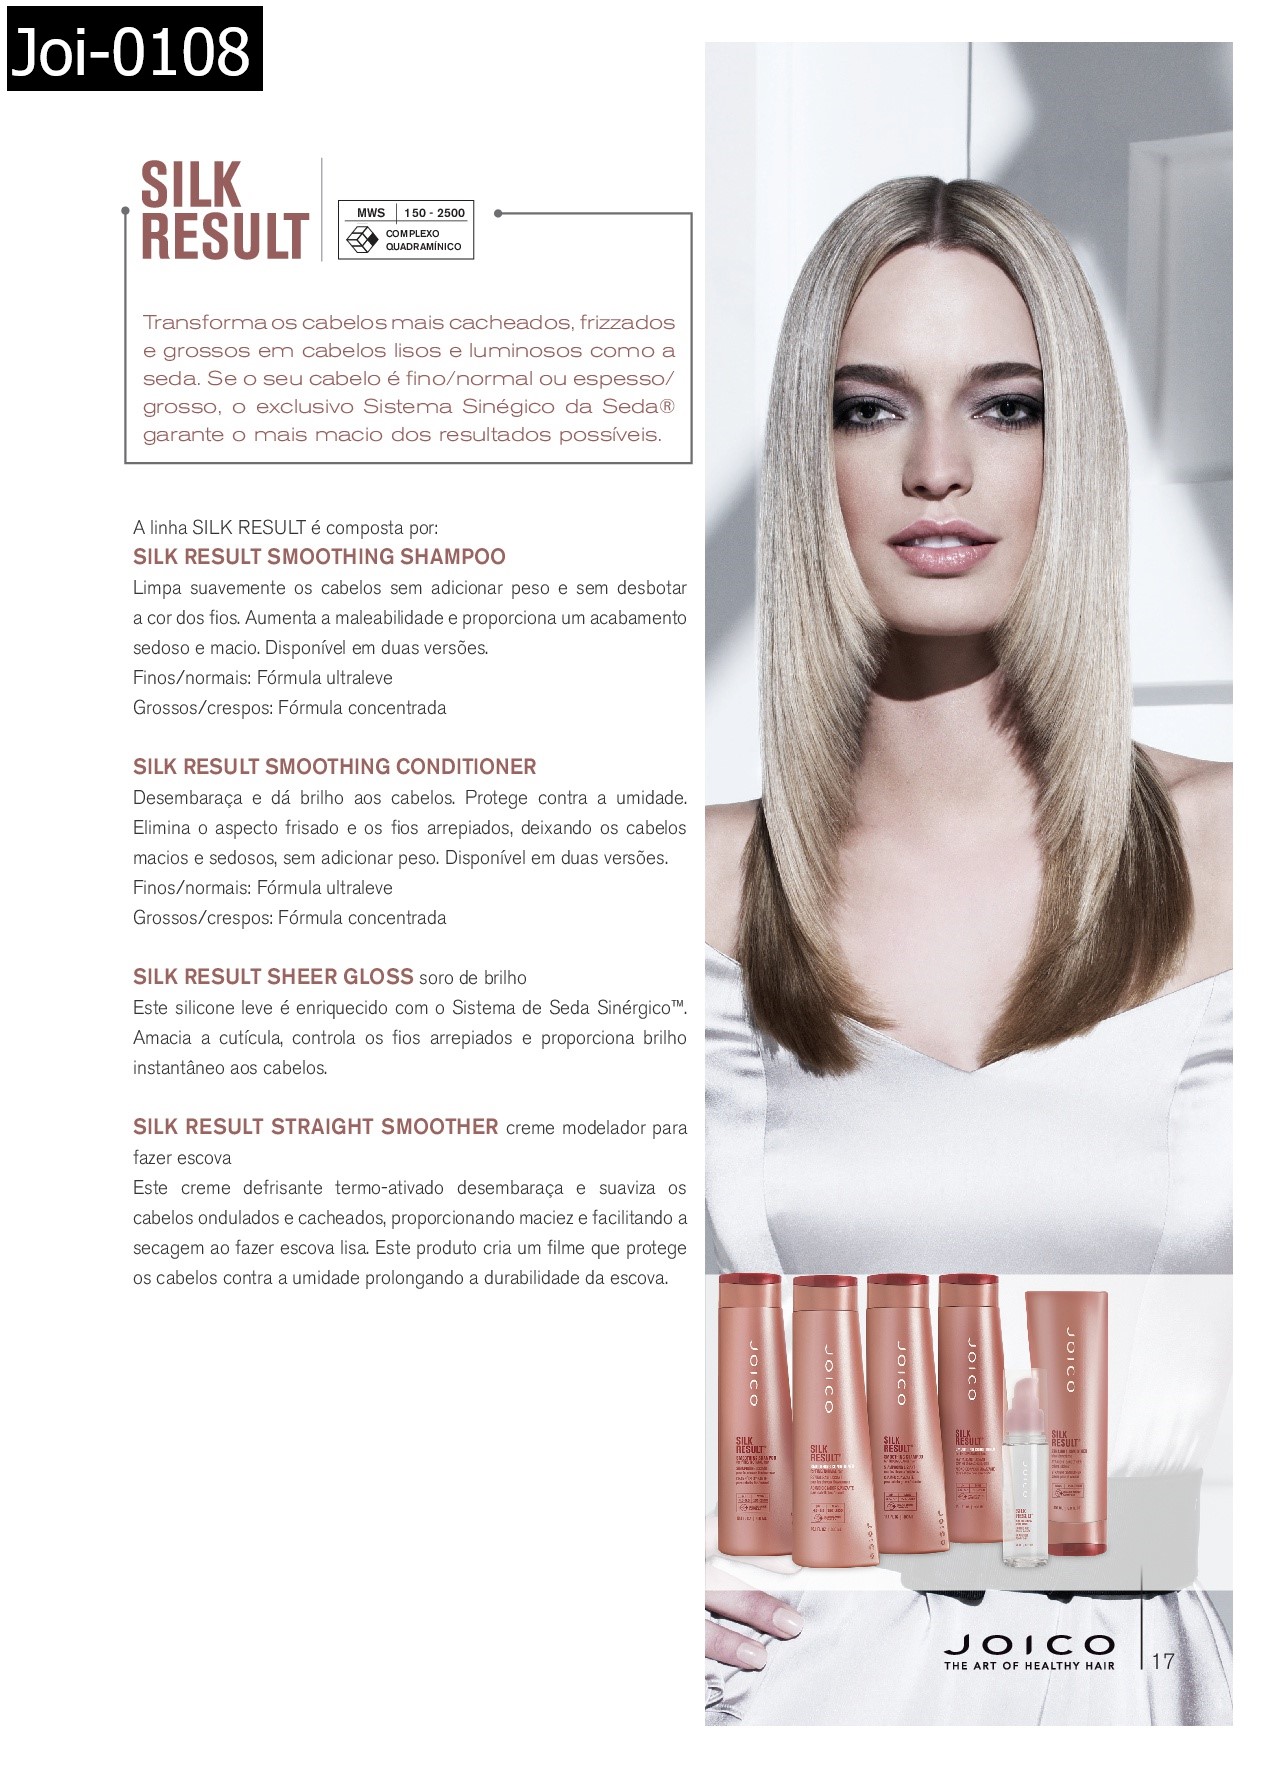 Joi-0108
SILK
RESULT
MWS 150 - 2500
COMPLEXO
QUADRAMÍNICO
Transforma os cabelos mais cacheados, frizzados
e grossos em cabelos lisos e luminosos como a
seda. Se o seu cabelo é fino/normal ou espesso/
grosso, o exclusivo Sistema Sinégico da Seda®
garante o mais macio dos resultados possíveis.
A linha SILK RESULT é composta por:
SILK RESULT SMOOTHING SHAMPOO
Limpa suavemente os cabelos sem adicionar peso e sem desbotar
a cor dos fios. Aumenta a maleabilidade e proporciona um acabamento
sedoso e macio. Disponível em duas versões.
Finos/normais: Fórmula ultraleve
Grossos/crespos: Fórmula concentrada
SILK RESULT SMOOTHING CONDITIONER
Desembaraça e dá brilho aos cabelos. Protege contra a umidade.
Elimina o aspecto frisado e os fios arrepiados, deixando os cabelos
macios e sedosos, sem adicionar peso. Disponível em duas versões.
Finos/normais: Fórmula ultraleve
Grossos/crespos: Fórmula concentrada
SILK RESULT SHEER GLOSS soro de brilho
Este silicone leve é enriquecido com o Sistema de Seda Sinérgico™.
Amacia a cutícula, controla os fios arrepiados e proporciona brilho
instantâneo aos cabelos.
SILK RESULT STRAIGHT SMOOTHER creme modelador para
fazer escova
Este creme defrisante termo-ativado desembaraça e suaviza os
cabelos ondulados e cacheados, proporcionando maciez e facilitando a
secagem ao fazer escova lisa. Este produto cria um filme que protege
os cabelos contra a umidade prolongando a durabilidade da escova.
JOICO
SILK
RESULT
SMOOTHING SHAMPOO
JOICO
SILK
RESULT
JOICO
SILK
RESULT
SMOOTHING SHAMPOO
JOICO
SILK
RESULT
JOICO
SILK
RESULT
JOICO
SILK
RESULT
JOICO
THE ART OF HEALTHY HAIR
17